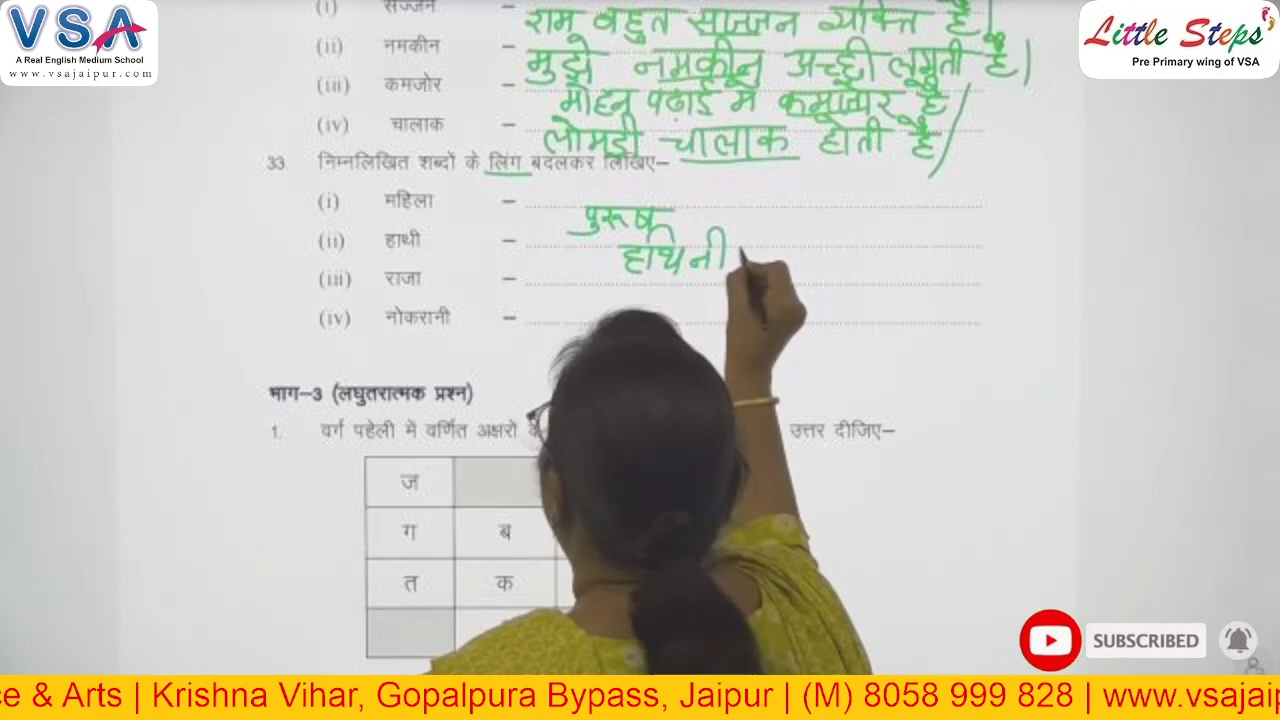 VSA
A Real English Medium School
www.vsajaipur.com
Little Steps
Pre Primary wing of VSA
(i) सज्जन – राम बहुत सज्जन व्यक्ति है।
(ii) नमकीन – मुझे नमकीन अच्छी लगती है।
(iii) कमजोर – मोहन पढ़ाई में कमजोर है।
(iv) चालाक – लोमड़ी चालाक होती है।
33. निम्नलिखित शब्दों के लिंग बदलकर लिखिए–
(i) महिला – पुरूष
(ii) हाथी – हथिनी
(iii) राजा –
(iv) नोकरानी –
भाग–3 (लघुतरात्मक प्रश्न)
1. वर्ग पहेली में वर्णित अक्षरों उत्तर दीजिए–
ज
ग ब
त क
SUBSCRIBED
& Arts | Krishna Vihar, Gopalpura Bypass, Jaipur | (M) 8058 999 828 |